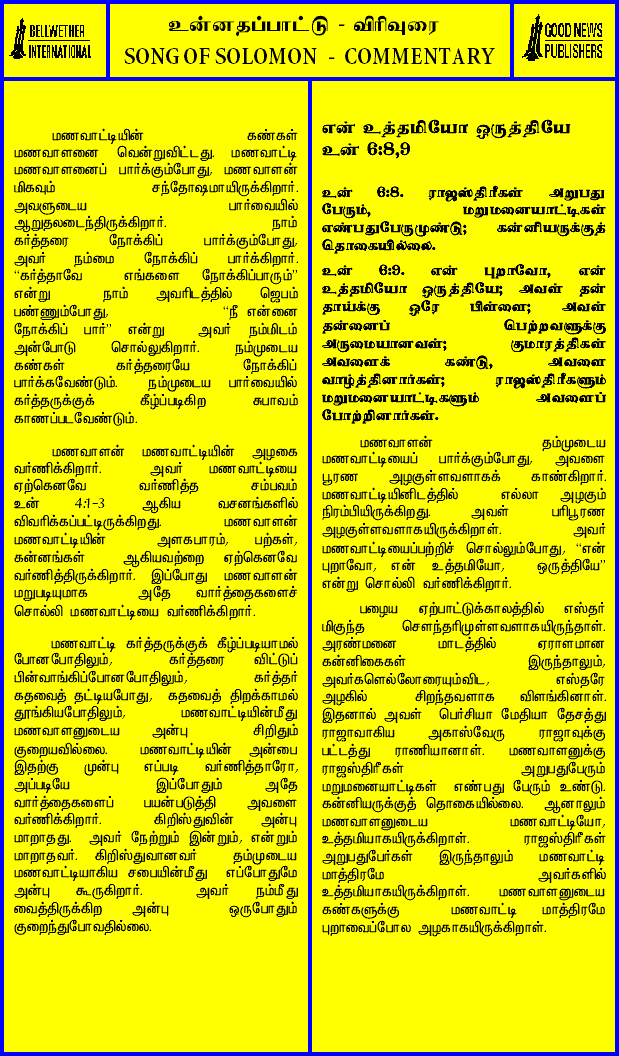 BELLWETHER
INTERNATIONAL
உன்னதப்பாட்டு - விரிவுரை
SONG OF SOLOMON - COMMENTARY
GOOD NEWS
PUBLISHERS
மணவாட்டியின் கண்கள்
மணவாளனை வென்றுவிட்டது. மணவாட்டி
மணவாளனைப் பார்க்கும்போது, மணவாளன்
மிகவும் சந்தோஷமாயிருக்கிறார்.
அவளுடைய பார்வையில்
ஆறுதலடைந்திருக்கிறார். நாம்
கர்த்தரை நோக்கிப் பார்க்கும்போது,
அவர் நம்மை நோக்கிப் பார்க்கிறார்.
“கர்த்தாவே எங்களை நோக்கிப்பாரும்”
என்று நாம் அவரிடத்தில் ஜெபம்
பண்ணும்போது, “நீ என்னை
நோக்கிப் பார்” என்று அவர் நம்மிடம்
அன்போடு சொல்லுகிறார். நம்முடைய
கண்கள் கர்த்தரையே நோக்கிப்
பார்க்கவேண்டும். நம்முடைய பார்வையில்
கர்த்தருக்குக் கீழ்ப்படிகிற சுபாவம்
காணப்படவேண்டும்.
மணவாளன் மணவாட்டியின் அழகை
வர்ணிக்கிறார். அவர் மணவாட்டியை
ஏற்கெனவே வர்ணித்த சம்பவம்
உன் 4:1-3 ஆகிய வசனங்களில்
விவரிக்கப்பட்டிருக்கிறது. மணவாளன்
மணவாட்டியின் அளகபாரம், பற்கள்,
கன்னங்கள் ஆகியவற்றை ஏற்கெனவே
வர்ணித்திருக்கிறார். இப்போது மணவாளன்
மறுபடியுமாக அதே வார்த்தைகளைச்
சொல்லி மணவாட்டியை வர்ணிக்கிறார்.
மணவாட்டி கர்த்தருக்குக் கீழ்ப்படியாமல்
போனபோதிலும், கர்த்தரை விட்டுப்
பின்வாங்கிப்போனபோதிலும், கர்த்தர்
கதவைத் தட்டியபோது, கதவைத் திறக்காமல்
தூங்கியபோதிலும், மணவாட்டியின்மீது
மணவாளனுடைய அன்பு சிறிதும்
குறையவில்லை. மணவாட்டியின் அன்பை
இதற்கு முன்பு எப்படி வர்ணித்தாரோ,
அப்படியே இப்போதும் அதே
வார்த்தைகளைப் பயன்படுத்தி அவளை
வர்ணிக்கிறார். கிறிஸ்துவின் அன்பு
மாறாதது. அவர் நேற்றும் இன்றும், என்றும்
மாறாதவர். கிறிஸ்துவானவர் தம்முடைய
மணவாட்டியாகிய சபையின்மீது எப்போதுமே
அன்பு கூருகிறார். அவர் நம்மீது
வைத்திருக்கிற அன்பு ஒருபோதும்
குறைந்துபோவதில்லை.
என் உத்தமியோ ஒருத்தியே
உன் 6:8,9
உன் 6:8. ராஜஸ்திரீகள் அறுபது
பேரும், மறுமனையாட்டிகள்
எண்பதுபேருமுண்டு; கன்னியருக்குத்
தொகையில்லை.
உன் 6:9. என் புறாவோ, என்
உத்தமியோ ஒருத்தியே; அவள் தன்
தாய்க்கு ஒரே பிள்ளை; அவள்
தன்னைப் பெற்றவளுக்கு
அருமையானவள்; குமாரத்திகள்
அவளைக் கண்டு, அவளை
வாழ்த்தினார்கள்; ராஜஸ்திரீகளும்
மறுமனையாட்டிகளும் அவளைப்
போற்றினார்கள்.
மணவாளன் தம்முடைய
மணவாட்டியைப் பார்க்கும்போது, அவளை
பூரண அழகுள்ளவளாகக் காண்கிறார்.
மணவாட்டியினிடத்தில் எல்லா அழகும்
நிரம்பியிருக்கிறது. அவள் பரிபூரண
அழகுள்ளவளாகயிருக்கிறாள். அவர்
மணவாட்டியைப்பற்றிச் சொல்லும்போது, “என்
புறாவோ, என் உத்தமியோ, ஒருத்தியே”
என்று சொல்லி வர்ணிக்கிறார்.
பழைய ஏற்பாட்டுக்காலத்தில் எஸ்தர்
மிகுந்த சௌந்தரிமுள்ளவளாகயிருந்தாள்.
அரண்மனை மாடத்தில் ஏராளமான
கன்னிகைகள் இருந்தாலும்,
அவர்களெல்லோரையும்விட, எஸ்தரே
அழகில் சிறந்தவளாக விளங்கினாள்.
இதனால் அவள் பெர்சியா மேதியா தேசத்து
ராஜாவாகிய அகாஸ்வேரு ராஜாவுக்கு
பட்டத்து ராணியானாள். மணவாளனுக்கு
ராஜஸ்திரீகள் அறுபதுபேரும்
மறுமனையாட்டிகள் எண்பது பேரும் உண்டு.
கன்னியருக்குத் தொகையில்லை. ஆனாலும்
மணவாளனுடைய மணவாட்டியோ,
உத்தமியாகயிருக்கிறாள். ராஜஸ்திரீகள்
அறுபதுபேர்கள் இருந்தாலும் மணவாட்டி
மாத்திரமே அவர்களில்
உத்தமியாகயிருக்கிறாள். மணவாளனுடைய
கண்களுக்கு மணவாட்டி மாத்திரமே
புறாவைப்போல அழகாகயிருக்கிறாள்.